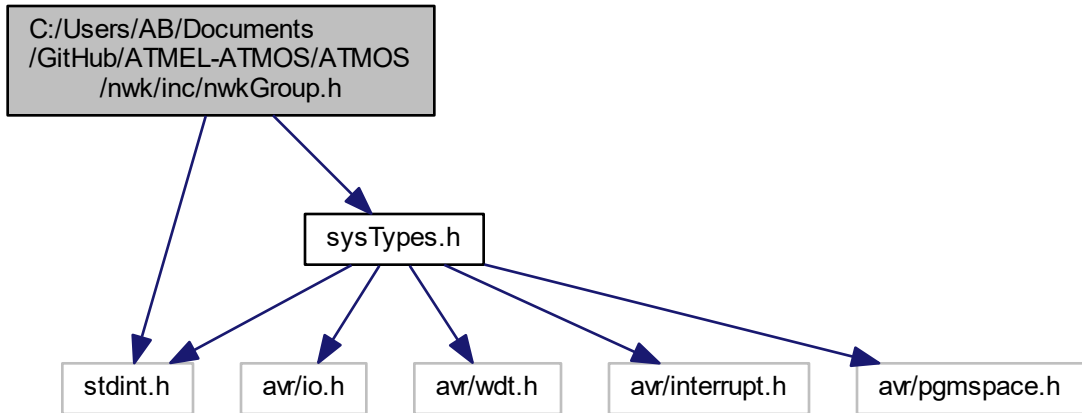 C:/Users/AB/Documents
/GitHub/ATMEL-ATMOS/ATMOS
/nwk/inc/nwkGroup.h
sysTypes.h
stdint.h
avr/io.h
avr/wdt.h
avr/interrupt.h
avr/pgmspace.h